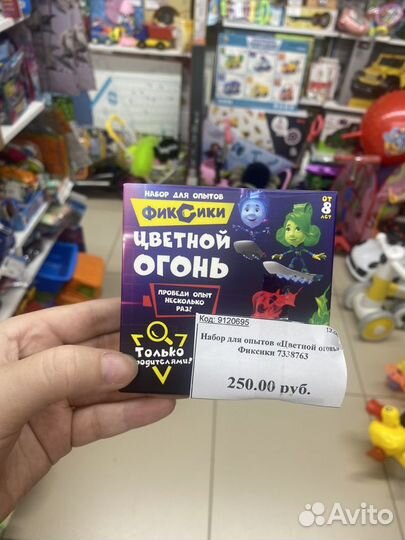 НАБОР ДЛЯ ОПЫТОВ
ФИКСИКИ
ОТ 8 ЛЕТ
ЦВЕТНОЙ
ОГОНЬ
ПРОВЕДИ ОПЫТ
НЕСКОЛЬКО
РАЗ!
Код: 9120695
Набор для опытов «Цветной огонь»
Фиксики 7338763
250.00 руб.
Только
родителями!
Avito